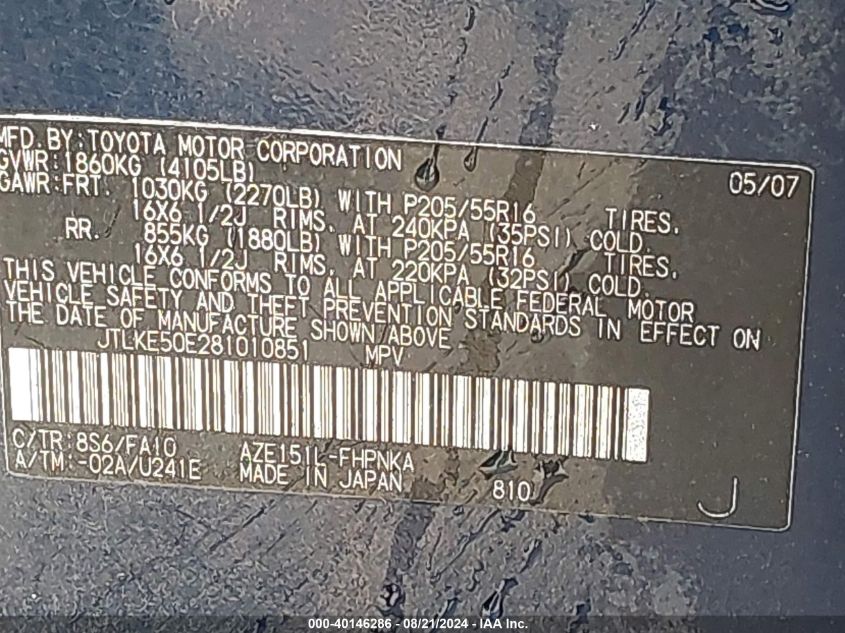 MFD. BY: TOYOTA MOTOR CORPORATION 05/07
GVWR: 1860KG (4105LB)
GAWR: FRT. 1030KG (2270LB) WITH P205/55R16 TIRES.
16X6 1/2J RIMS, AT 240KPA (35PSI) COLD.
RR. 855KG (1880LB) WITH P205/55R16 TIRES.
16X6 1/2J RIMS, AT 220KPA (32PSI) COLD.
THIS VEHICLE CONFORMS TO ALL APPLICABLE FEDERAL MOTOR
VEHICLE SAFETY AND THEFT PREVENTION STANDARDS IN EFFECT ON
THE DATE OF MANUFACTURE SHOWN ABOVE
JTLKE50E281010851 MPV
C/TR: 8S6/FA10 AZE151L-FHPNKA
A/TM: -02A/U241E MADE IN JAPAN 810 J
000-40146286 - 08/21/2024 - IAA Inc.